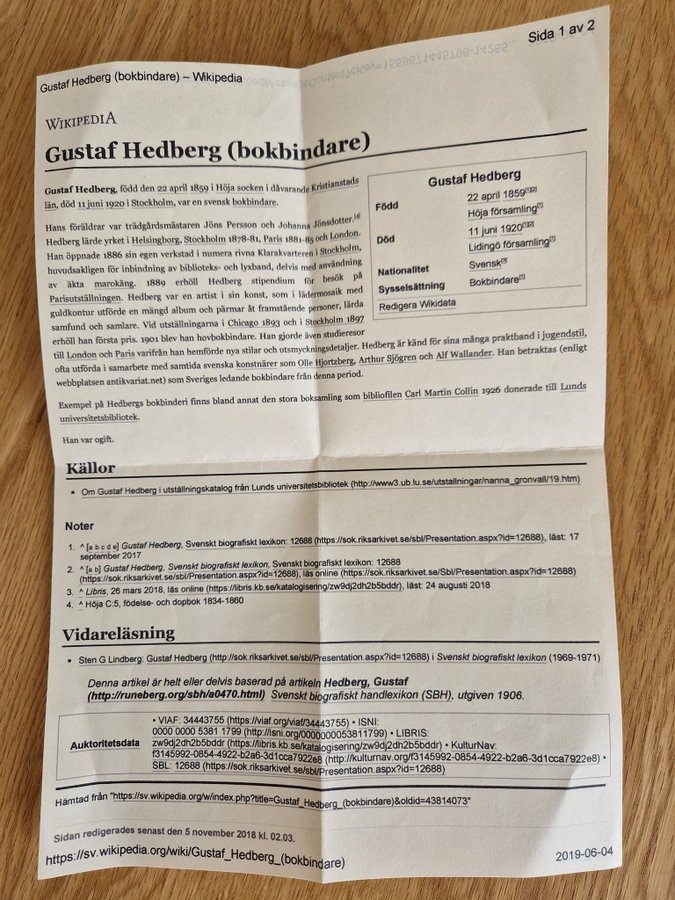 Gustaf Hedberg (bokbindare) – Wikipedia
Sida 1 av 2
WIKIPEDIA
Gustaf Hedberg (bokbindare)
Gustaf Hedberg, född den 22 april 1859 i Höja socken i dåvarande Kristianstads
län, död 11 juni 1920 i Stockholm, var en svensk bokbindare.
Hans föräldrar var trädgårdsmästaren Jöns Persson och Johanna Jönsdotter.[4]
Hedberg lärde yrket i Helsingborg, Stockholm 1878-81, Paris 1881-85 och London.
Han öppnade 1886 sin egen verkstad i numera rivna Klarakvarteren i Stockholm,
huvudsakligen för inbindning av biblioteks- och lyxband, delvis med användning
av äkta marokäng. 1889 erhöll Hedberg stipendium för besök på
Parisutställningen. Hedberg var en artist i sin konst, som i lädermosaik med
guldkontur utförde en mängd album och pärmar åt framstående personer, lärda
samfund och samlare. Vid utställningarna i Chicago 1893 och i Stockholm 1897
erhöll han första pris. 1901 blev han hovbokbindare. Han gjorde även studieresor
till London och Paris varifrån han hemförde nya stilar och utsmyckningsdetaljer. Hedberg är känd för sina många praktband i jugendstil,
ofta utförda i samarbete med samtida svenska konstnärer som Olle Hjortzberg, Arthur Sjögren och Alf Wallander. Han betraktas (enligt
webbplatsen antikvariat.net) som Sveriges ledande bokbindare från denna period.
Exempel på Hedbergs bokbinderi finns bland annat den stora boksamling som bibliofilen Carl Martin Collin 1926 donerade till Lunds
universitetsbibliotek.
Han var ogift.
Gustaf Hedberg
Född 22 april 1859[1][2]
Höja församling[1]
Död 11 juni 1920[1][2]
Lidingö församling[1]
Nationalitet Svensk[3]
Sysselsättning Bokbindare[1]
Redigera Wikidata
Källor
▪ Om Gustaf Hedberg i utställningskatalog från Lunds universitetsbibliotek (http://www3.ub.lu.se/utstallningar/nanna_gronvall/19.htm)
Noter
1. ^ [a b c d e] Gustaf Hedberg, Svenskt biografiskt lexikon: 12688 (https://sok.riksarkivet.se/sbl/Presentation.aspx?id=12688), läst: 17
september 2017
2. ^ [a b] Gustaf Hedberg, Svenskt biografiskt lexikon, Svenskt biografiskt lexikon: 12688
(https://sok.riksarkivet.se/sbl/Presentation.aspx?id=12688), läs online (https://sok.riksarkivet.se/Sbl/Presentation.aspx?id=12688)
3. ^ Libris, 26 mars 2018, läs online (https://libris.kb.se/katalogisering/zw9dj2dh2b5bddr), läst: 24 augusti 2018
4. ^ Höja C:5, födelse- och dopbok 1834-1860
Vidareläsning
▪ Sten G Lindberg: Gustaf Hedberg (http://sok.riksarkivet.se/sbl/Presentation.aspx?id=12688) i Svenskt biografiskt lexikon (1969-1971)
Denna artikel är helt eller delvis baserad på artikeln Hedberg, Gustaf
(http://runeberg.org/sbh/a0470.html) Svenskt biografiskt handlexikon (SBH), utgiven 1906.
Auktoritetsdata
• VIAF: 34443755 (https://viaf.org/viaf/34443755) • ISNI:
0000 0000 5381 1799 (http://isni.org/0000000053811799) • LIBRIS:
zw9dj2dh2b5bddr (https://libris.kb.se/katalogisering/zw9dj2dh2b5bddr) • KulturNav:
f3145992-0854-4922-b2a6-3d1cca7922e8 (http://kulturnav.org/f3145992-0854-4922-b2a6-3d1cca7922e8) •
SBL: 12688 (https://sok.riksarkivet.se/sbl/Presentation.aspx?id=12688)
Hämtad från "https://sv.wikipedia.org/w/index.php?title=Gustaf_Hedberg_(bokbindare)&oldid=43814073"
Sidan redigerades senast den 5 november 2018 kl. 02.03.
https://sv.wikipedia.org/wiki/Gustaf_Hedberg_(bokbindare)
2019-06-04